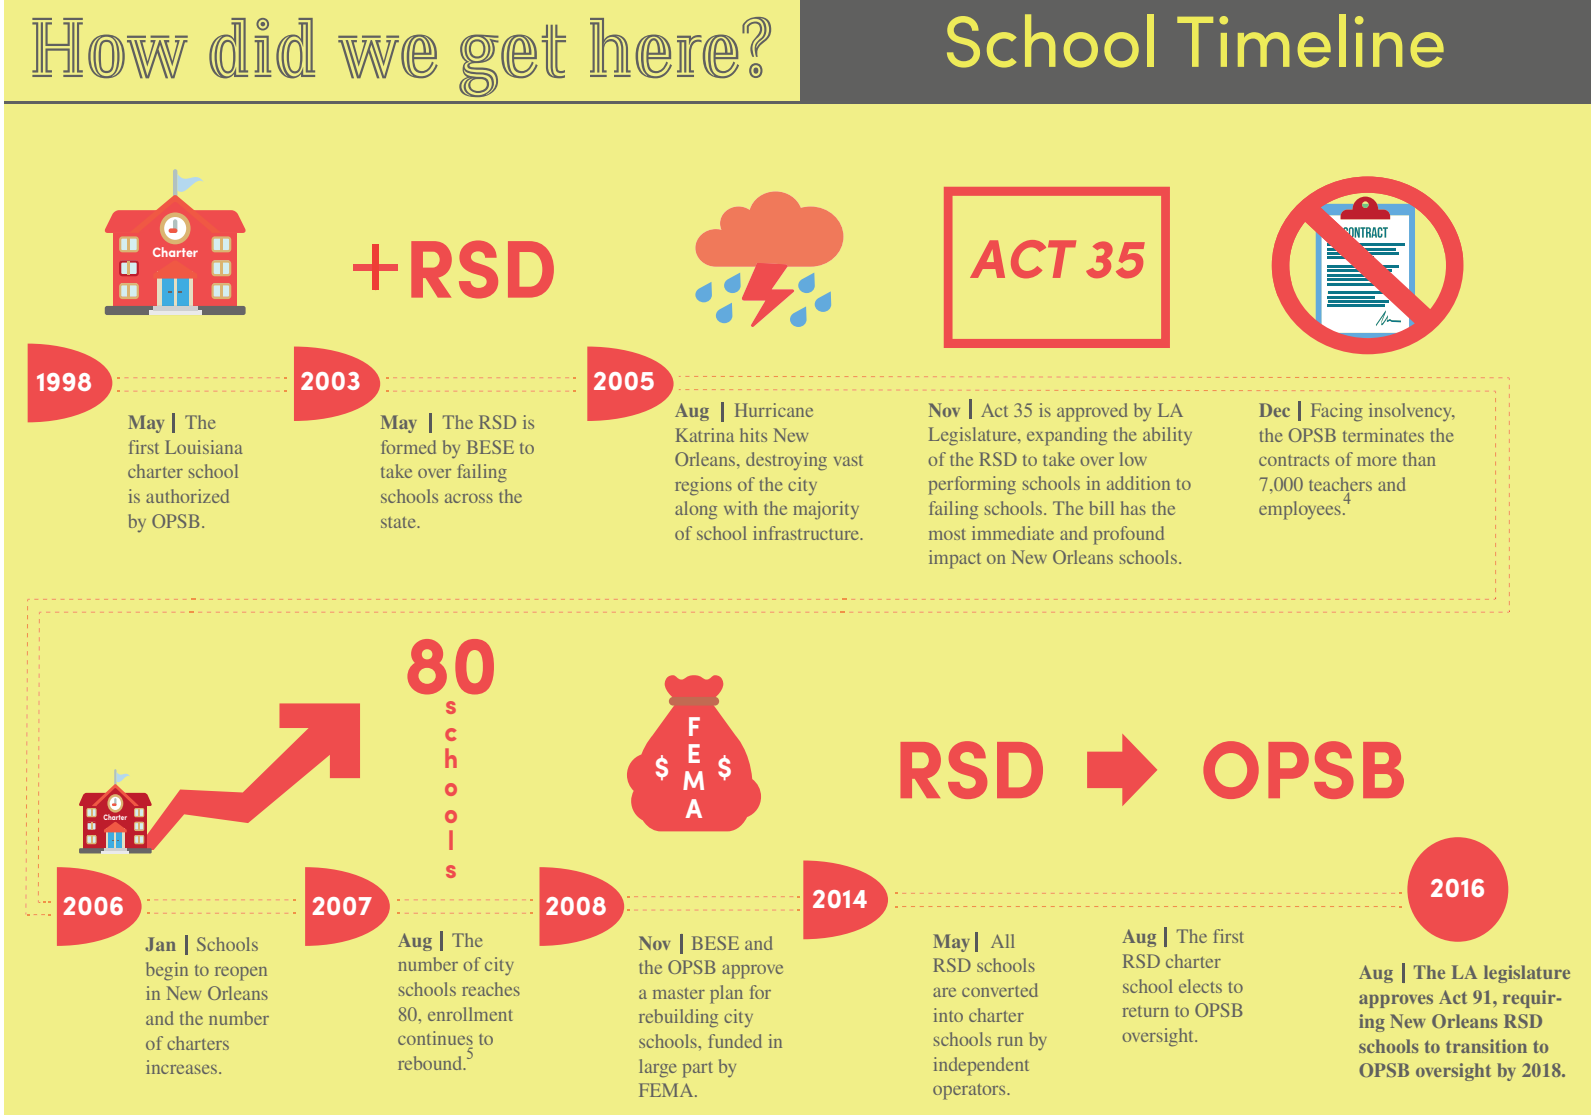 How did we get here?
School Timeline
Charter
+RSD
ACT 35
CONTRACT
1998
2003
2005
May | The
first Louisiana
charter school
is authorized
by OPSB.
May | The RSD is
formed by BESE to
take over failing
schools across the
state.
Aug | Hurricane
Katrina hits New
Orleans, destroying vast
regions of the city
along with the majority
of school infrastructure.
Nov | Act 35 is approved by LA
Legislature, expanding the ability
of the RSD to take over low
performing schools in addition to
failing schools. The bill has the
most immediate and profound
impact on New Orleans schools.
Dec | Facing insolvency,
the OPSB terminates the
contracts of more than
7,000 teachers and
employees.4
Charter
80
schools
$ FEMA $
RSD
OPSB
2006
2007
2008
2014
2016
Jan | Schools
begin to reopen
in New Orleans
and the number
of charters
increases.
Aug | The
number of city
schools reaches
80, enrollment
continues to
rebound.5
Nov | BESE and
the OPSB approve
a master plan for
rebuilding city
schools, funded in
large part by
FEMA.
May | All
RSD schools
are converted
into charter
schools run by
independent
operators.
Aug | The first
RSD charter
school elects to
return to OPSB
oversight.
Aug | The LA legislature
approves Act 91, requir-
ing New Orleans RSD
schools to transition to
OPSB oversight by 2018.